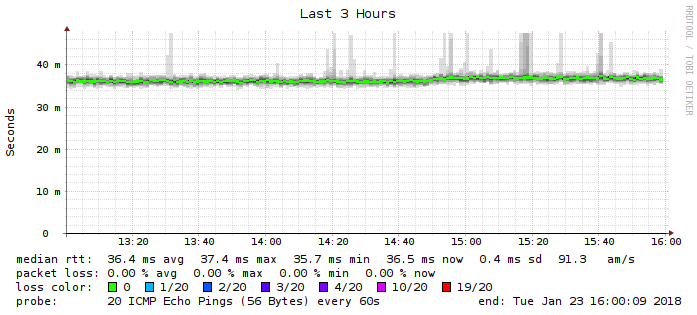 Last 3 Hours
RRDTOOL / TOBI OETIKER
Seconds
40 m
30 m
20 m
10 m
0
13:20 13:40 14:00 14:20 14:40 15:00 15:20 15:40 16:00
median rtt: 36.4 ms avg 37.4 ms max 35.7 ms min 36.5 ms now 0.4 ms sd 91.3 am/s
packet loss: 0.00 % avg 0.00 % max 0.00 % min 0.00 % now
loss color: 0 1/20 2/20 3/20 4/20 10/20 19/20
probe: 20 ICMP Echo Pings (56 Bytes) every 60s end: Tue Jan 23 16:00:09 2018